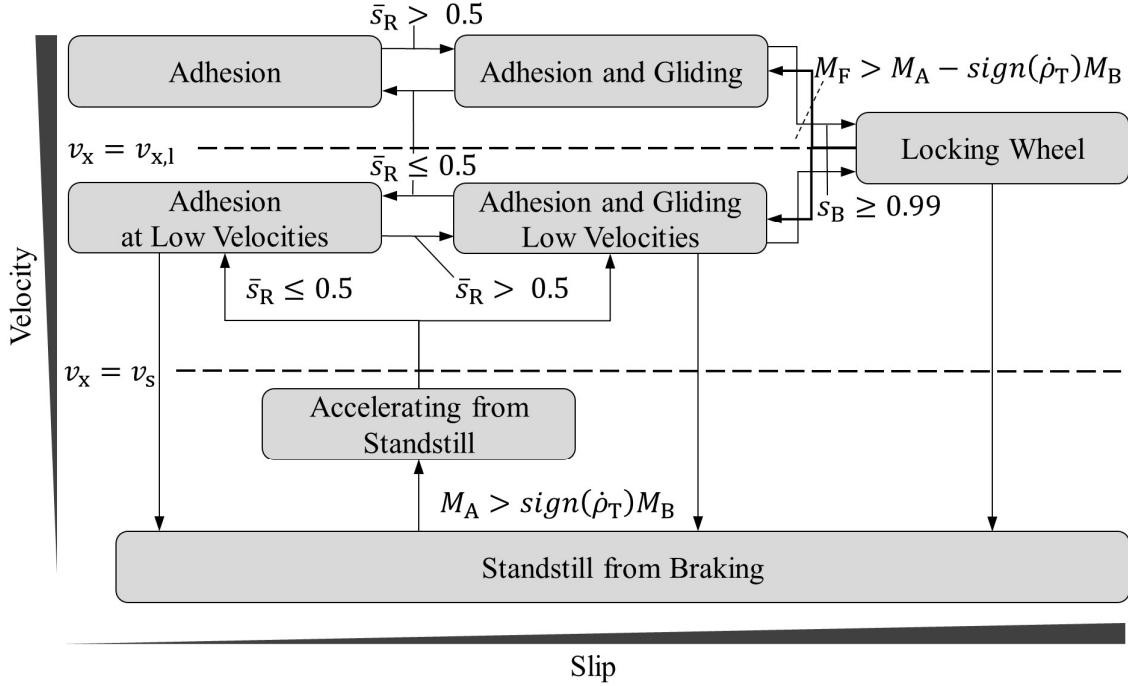 s̄_R > 0.5
Adhesion
Adhesion and Gliding
M_F > M_A − sign(ρ̇_T)M_B
v_x = v_x,l
Locking Wheel
s̄_R ≤ 0.5
Adhesion
at Low Velocities
Adhesion and Gliding
Low Velocities
s_B ≥ 0.99
s̄_R ≤ 0.5
s̄_R > 0.5
Velocity
v_x = v_s
Accelerating from
Standstill
M_A > sign(ρ̇_T)M_B
Standstill from Braking
Slip